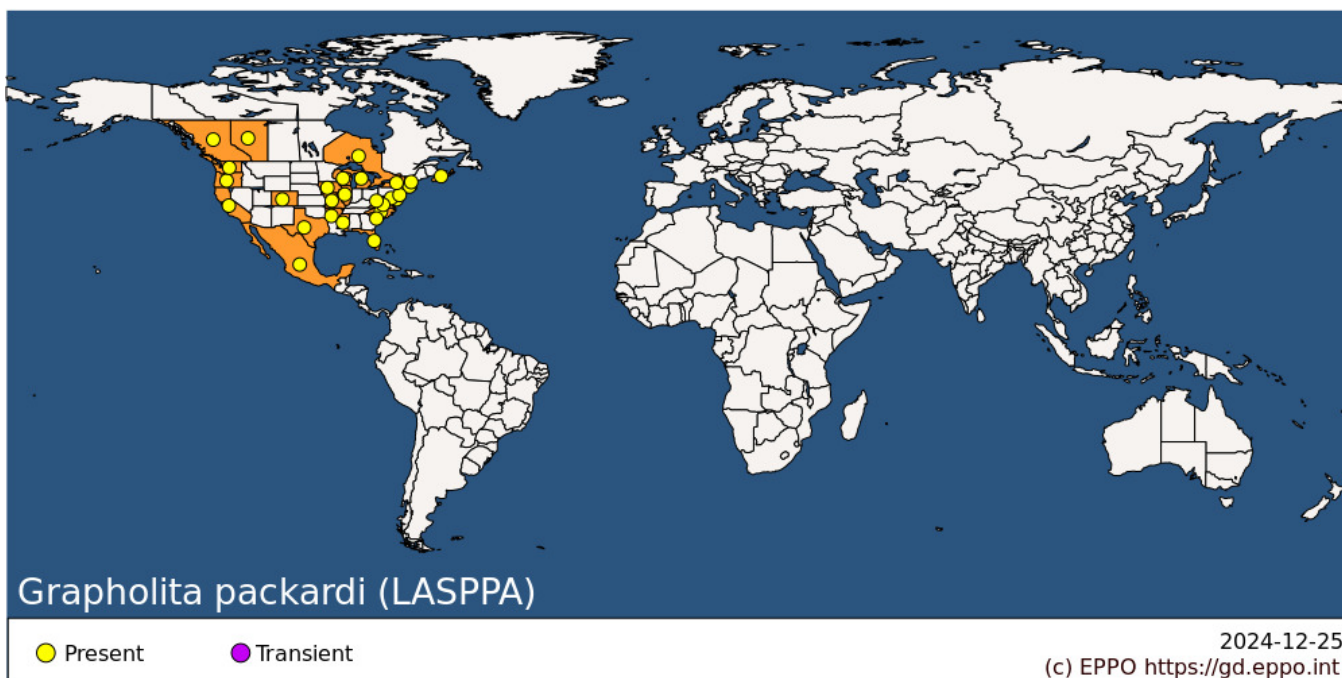 Grapholita packardi (LASPPA)
Present
Transient
2024-12-25
(c) EPPO https://gd.eppo.int